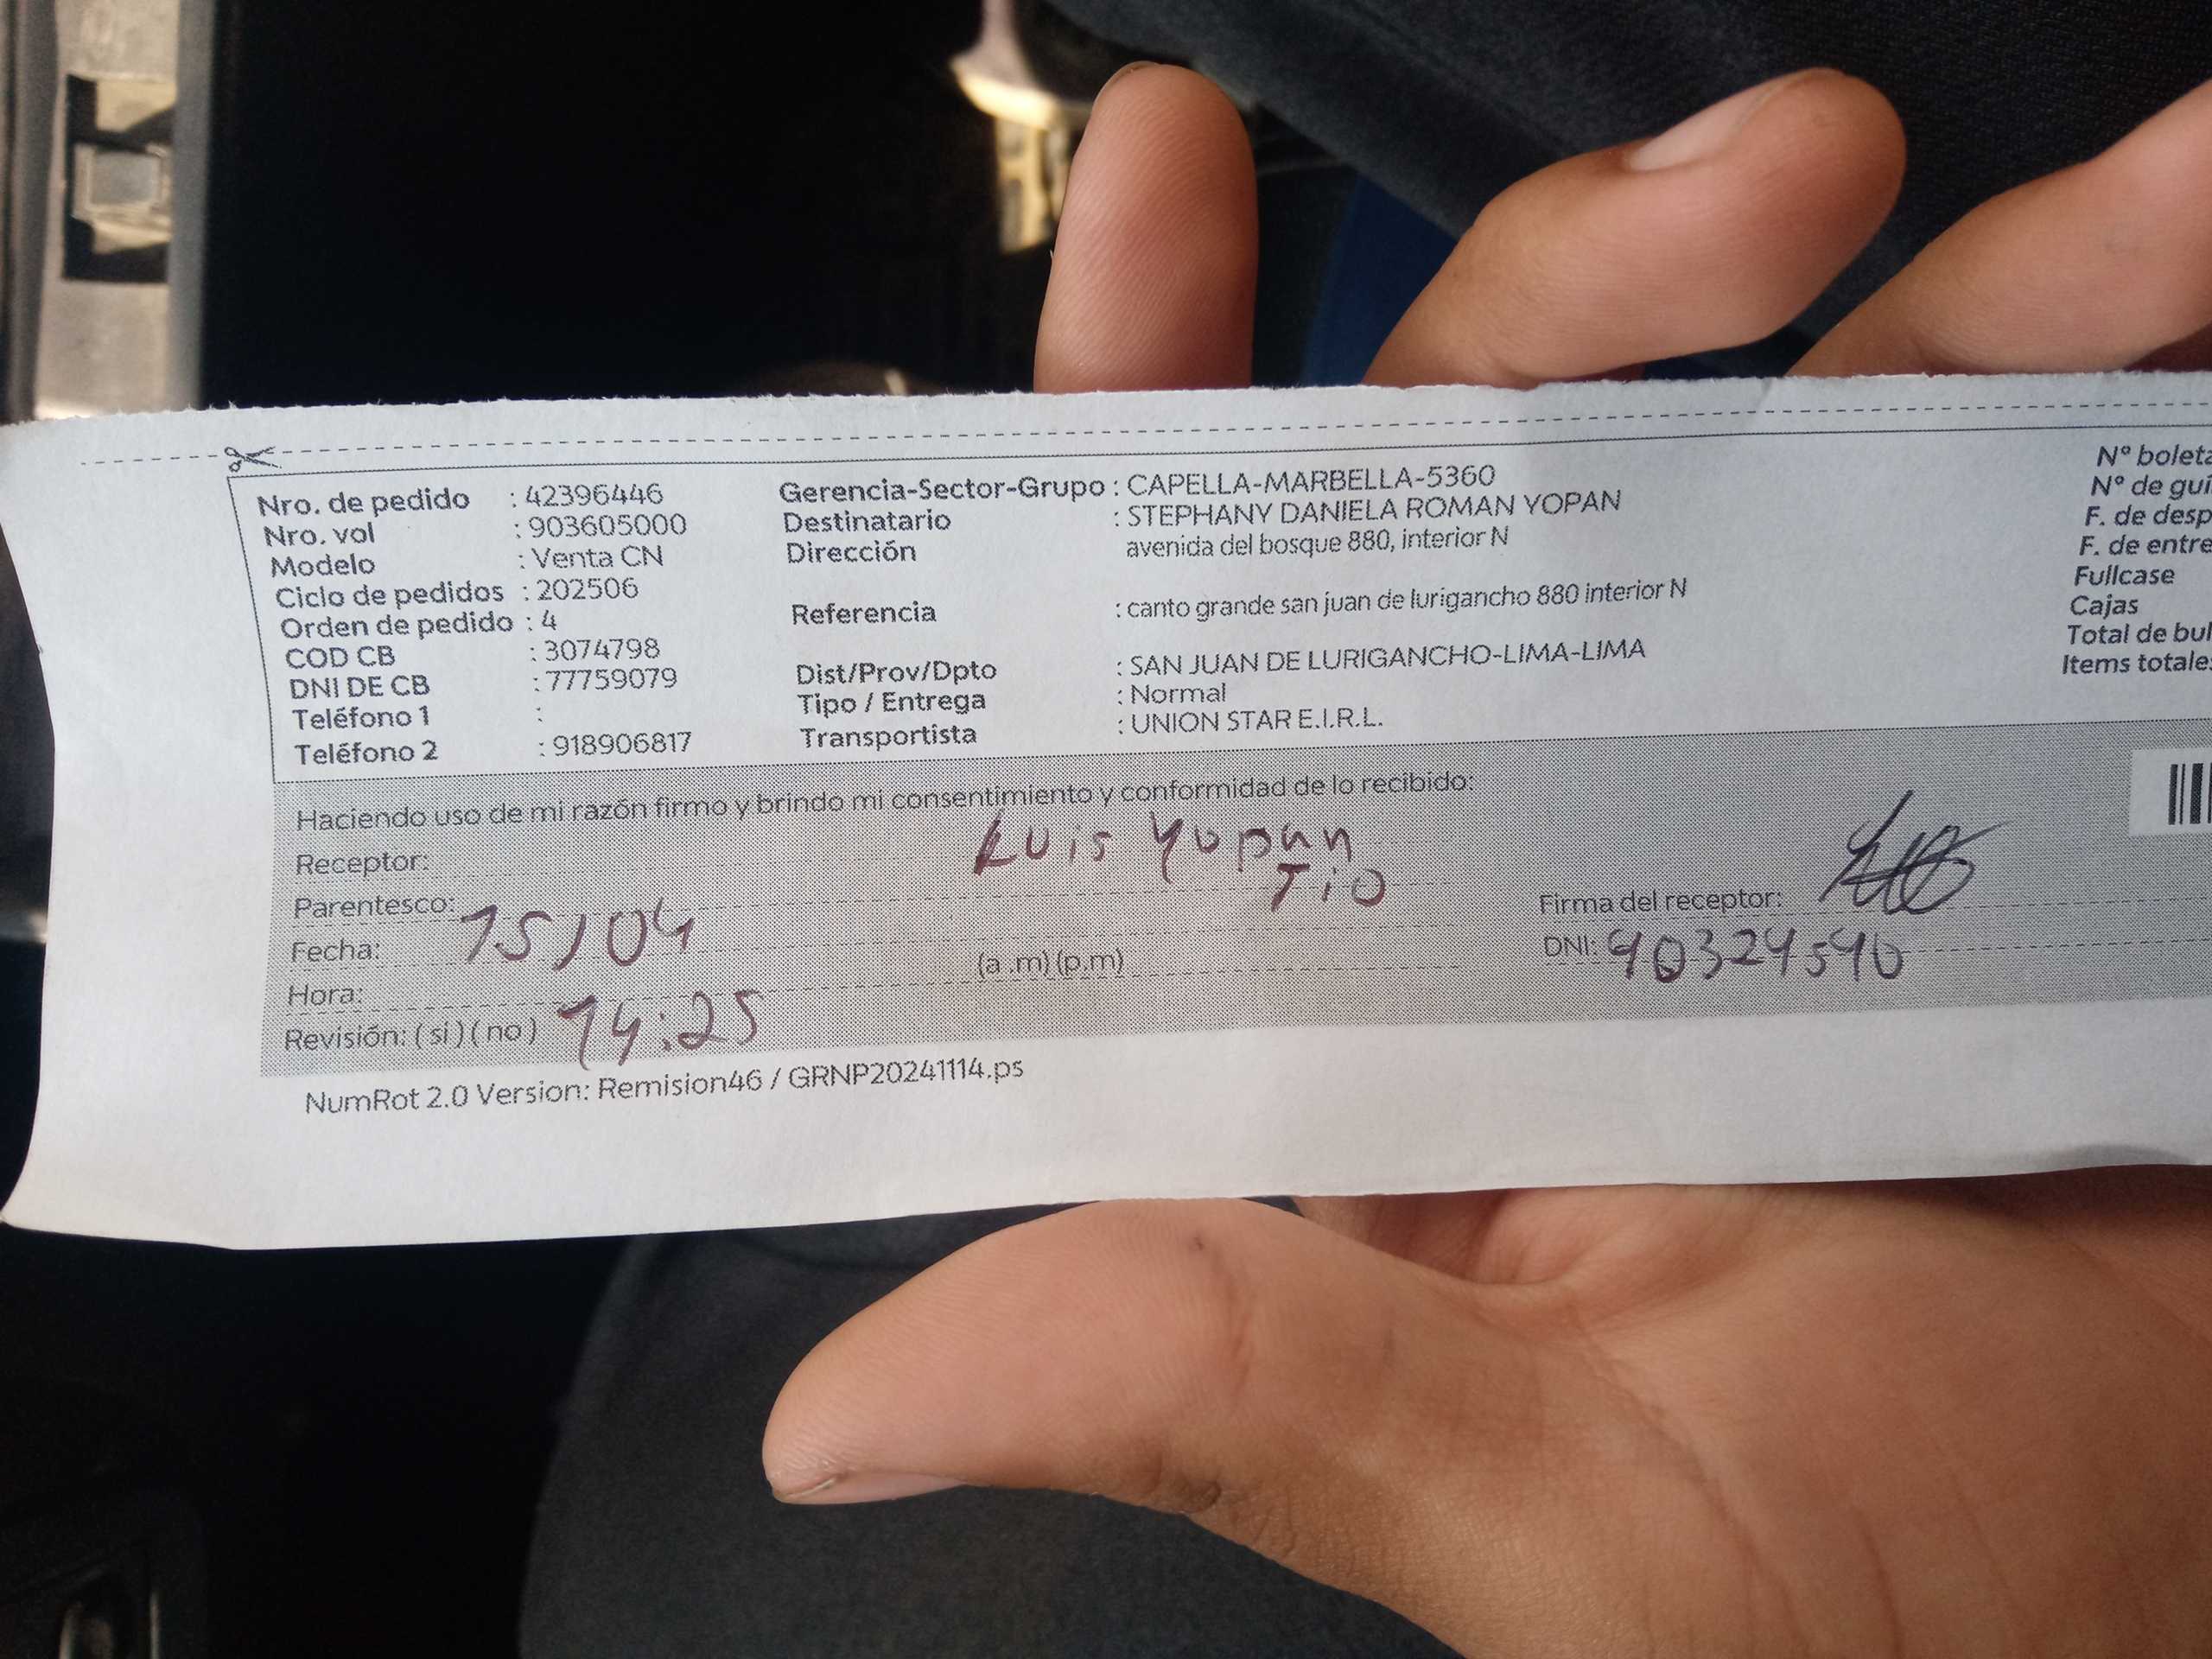 Nro. de pedido : 42396446
Nro. vol : 903605000
Modelo : Venta CN
Ciclo de pedidos : 202506
Orden de pedido : 4
COD CB : 3074798
DNI DE CB : 77759079
Teléfono 1 :
Teléfono 2 : 918906817
Gerencia-Sector-Grupo : CAPELLA-MARBELLA-5360
Destinatario : STEPHANY DANIELA ROMAN YOPAN
Dirección avenida del bosque 880, interior N
Referencia : canto grande san juan de lurigancho 880 interior N
Dist/Prov/Dpto : SAN JUAN DE LURIGANCHO-LIMA-LIMA
Tipo / Entrega : Normal
Transportista : UNION STAR E.I.R.L.
N° boleta
N° de guí
F. de desp
F. de entre
Fullcase
Cajas
Total de bul
Items totales
Haciendo uso de mi razón firmo y brindo mi consentimiento y conformidad de lo recibido:
Receptor: Luis Yopan
Parentesco: Tio
Fecha: 15/04
Hora: (a .m) (p.m)
Revisión: ( si ) ( no ) 14:25
Firma del receptor:
DNI: 40324540
NumRot 2.0 Version: Remision46 / GRNP20241114.ps